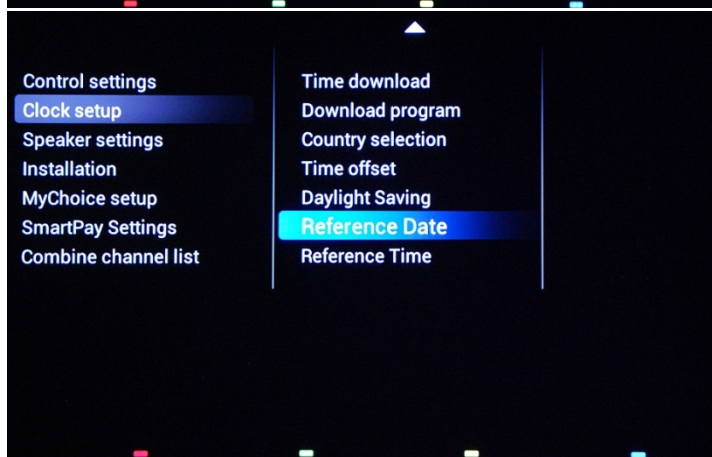 Control settings
Clock setup
Speaker settings
Installation
MyChoice setup
SmartPay Settings
Combine channel list
Time download
Download program
Country selection
Time offset
Daylight Saving
Reference Date
Reference Time